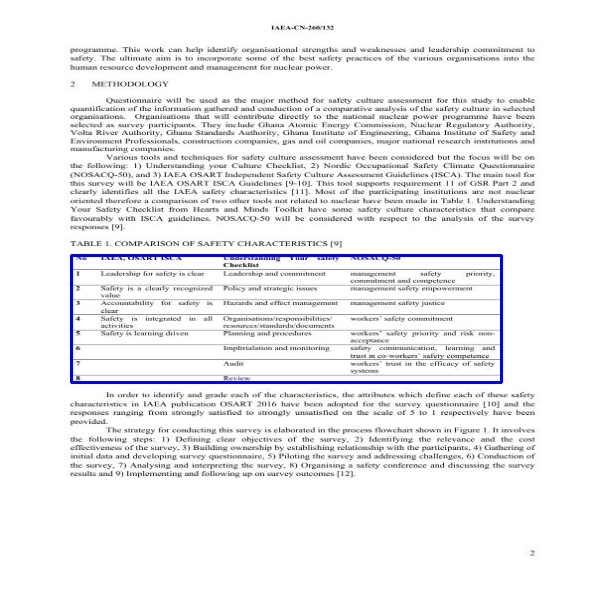 IAEA-CN-260/132
programme. This work can help identify organisational strengths and weaknesses and leadership commitment to
safety. The ultimate aim is to incorporate some of the best safety practices of the various organisations into the
human resource development and management for nuclear power.
2 METHODOLOGY
Questionnaire will be used as the major method for safety culture assessment for this study to enable
quantification of the information gathered and conduction of a comparative analysis of the safety culture in selected
organisations. Organisations that will contribute directly to the national nuclear power programme have been
selected as survey participants. They include Ghana Atomic Energy Commission, Nuclear Regulatory Authority,
Volta River Authority, Ghana Standards Authority, Ghana Institute of Engineering, Ghana Institute of Safety and
Environment Professionals, construction companies, gas and oil companies, major national research institutions and
manufacturing companies.
Various tools and techniques for safety culture assessment have been considered but the focus will be on
the following: 1) Understanding your Culture Checklist, 2) Nordic Occupational Safety Climate Questionnaire
(NOSACQ-50), and 3) IAEA OSART Independent Safety Culture Assessment Guidelines (ISCA). The main tool for
this survey will be IAEA OSART ISCA Guidelines [9-10]. This tool supports requirement 11 of GSR Part 2 and
clearly identifies all the IAEA safety characteristics [11]. Most of the participating institutions are not nuclear
oriented therefore a comparison of two other tools not related to nuclear have been made in Table 1. Understanding
Your Safety Checklist from Hearts and Minds Toolkit have some safety culture characteristics that compare
favourably with ISCA guidelines. NOSACQ-50 will be considered with respect to the analysis of the survey
responses [9].
TABLE 1. COMPARISON OF SAFETY CHARACTERISTICS [9]
No IAEA, OSART ISCA Understanding Your safety NOSACQ-50
Checklist
1 Leadership for safety is clear Leadership and commitment management safety priority,
commitment and competence
2 Safety is a clearly recognized Policy and strategic issues management safety empowerment
value
3 Accountability for safety is Hazards and effect management management safety justice
clear
4 Safety is integrated in all Organisations/responsibilities/ workers' safety commitment
activities resources/standards/documents
5 Safety is learning driven Planning and procedures workers' safety priority and risk non-
acceptance
6 Impltrialation and monitoring safety communication, learning and
trust in co-workers' safety competence
7 Audit workers' trust in the efficacy of safety
systems
8 Review
In order to identify and grade each of the characteristics, the attributes which define each of these safety
characteristics in IAEA publication OSART 2016 have been adopted for the survey questionnaire [10] and the
responses ranging from strongly satisfied to strongly unsatisfied on the scale of 5 to 1 respectively have been
provided.
The strategy for conducting this survey is elaborated in the process flowchart shown in Figure 1. It involves
the following steps: 1) Defining clear objectives of the survey, 2) Identifying the relevance and the cost
effectiveness of the survey, 3) Building ownership by establishing relationship with the participants, 4) Gathering of
initial data and developing survey questionnaire, 5) Piloting the survey and addressing challenges, 6) Conduction of
the survey, 7) Analysing and interpreting the survey, 8) Organising a safety conference and discussing the survey
results and 9) Implementing and following up on survey outcomes [12].
2